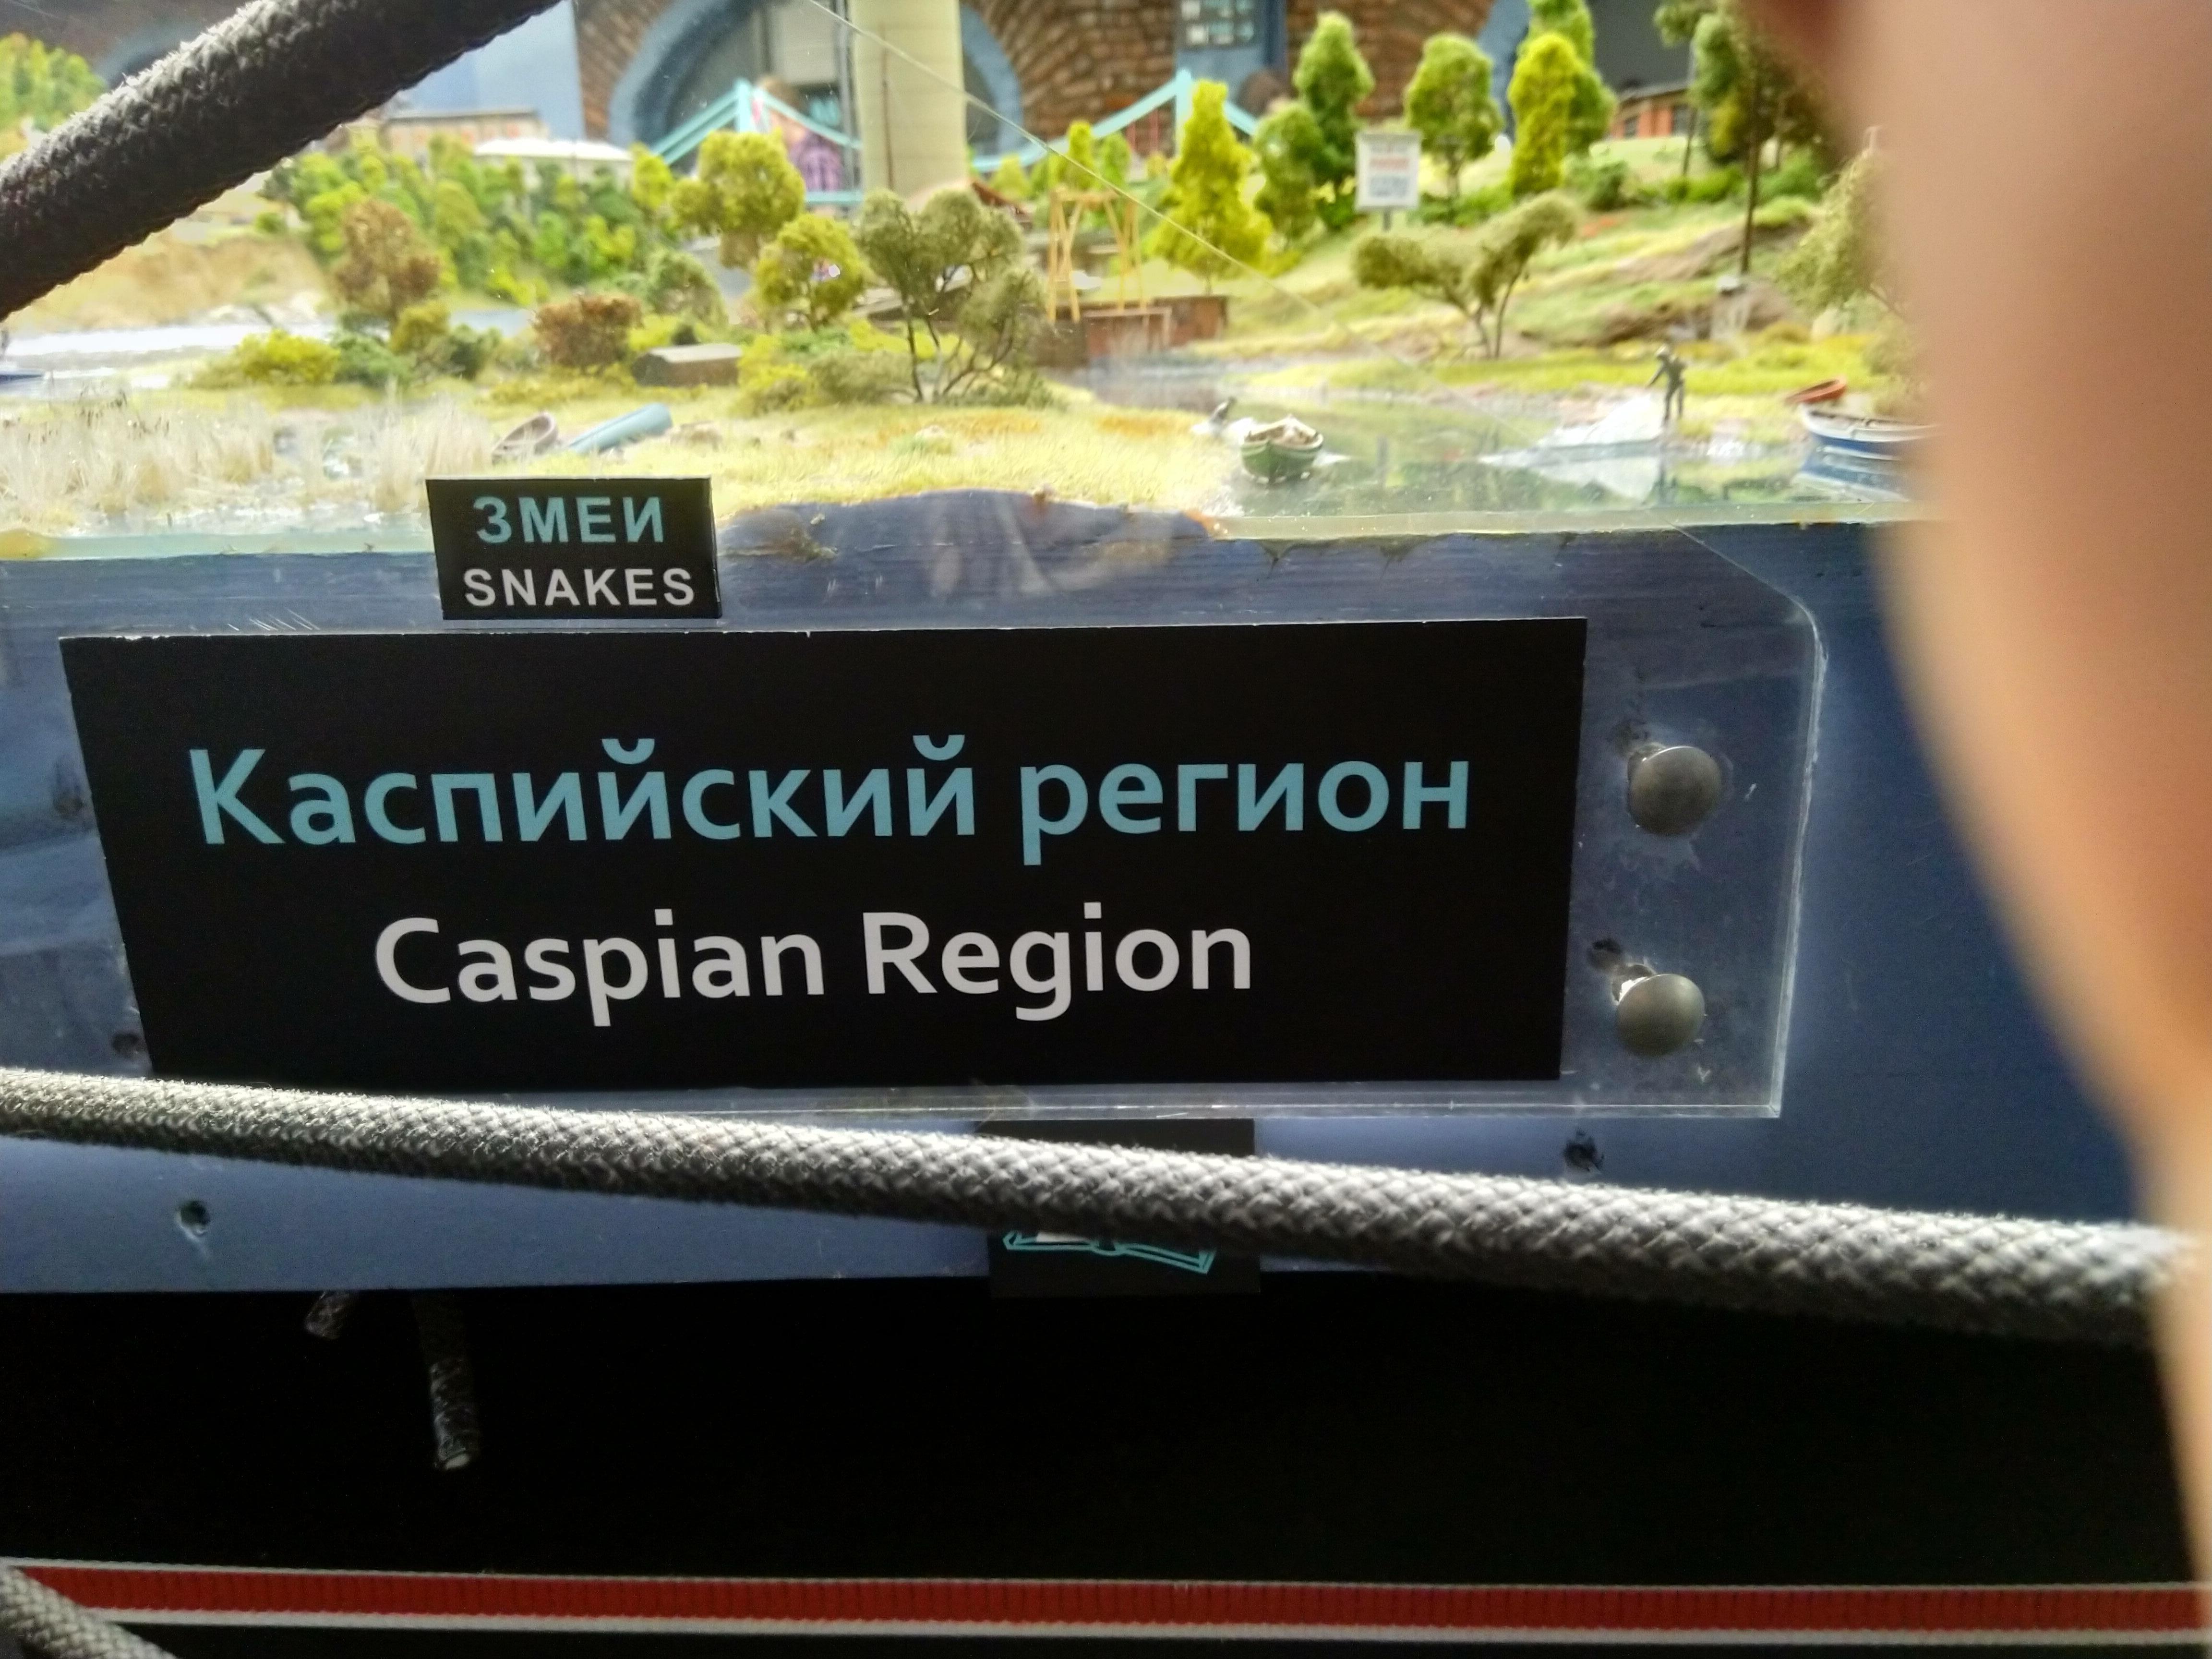 ЗМЕИ
SNAKES
Каспийский регион
Caspian Region